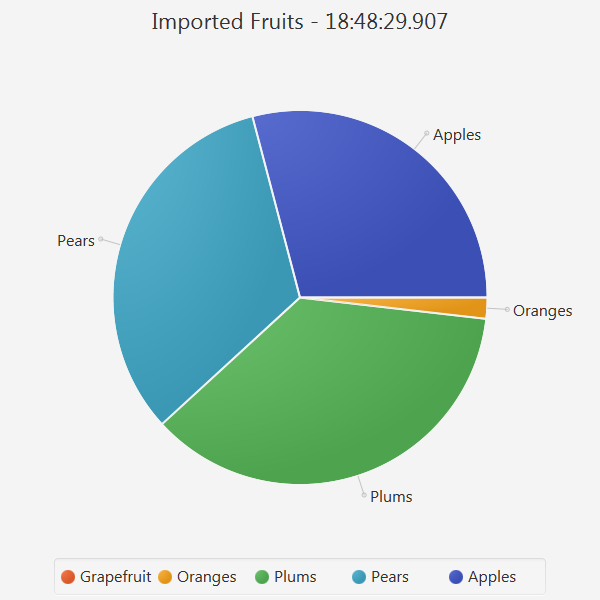 Imported Fruits - 18:48:29.907
Apples
Pears
Oranges
Plums
Grapefruit Oranges Plums Pears Apples